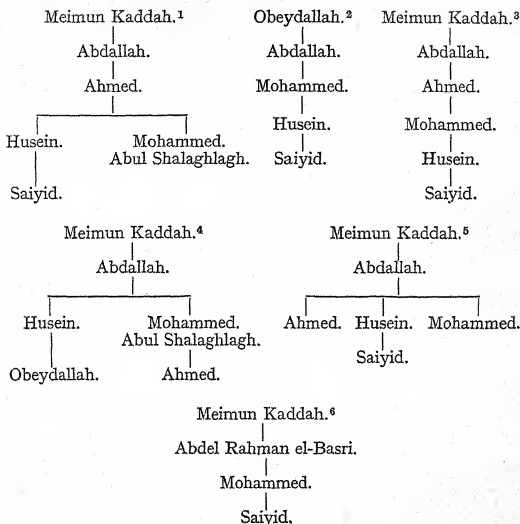 Meimun Kaddah.¹ Obeydallah.² Meimun Kaddah.³
Abdallah. Abdallah. Abdallah.
Ahmed. Mohammed. Ahmed.
Husein. Mohammed. Husein. Mohammed.
Abul Shalaghlagh. Saiyid. Husein.
Saiyid. Saiyid.
Meimun Kaddah.⁴ Meimun Kaddah.⁵
Abdallah. Abdallah.
Husein. Mohammed. Ahmed. Husein. Mohammed.
Abul Shalaghlagh. Saiyid.
Obeydallah. Ahmed.
Meimun Kaddah.⁶
Abdel Rahman el-Basri.
Mohammed.
Saiyid.